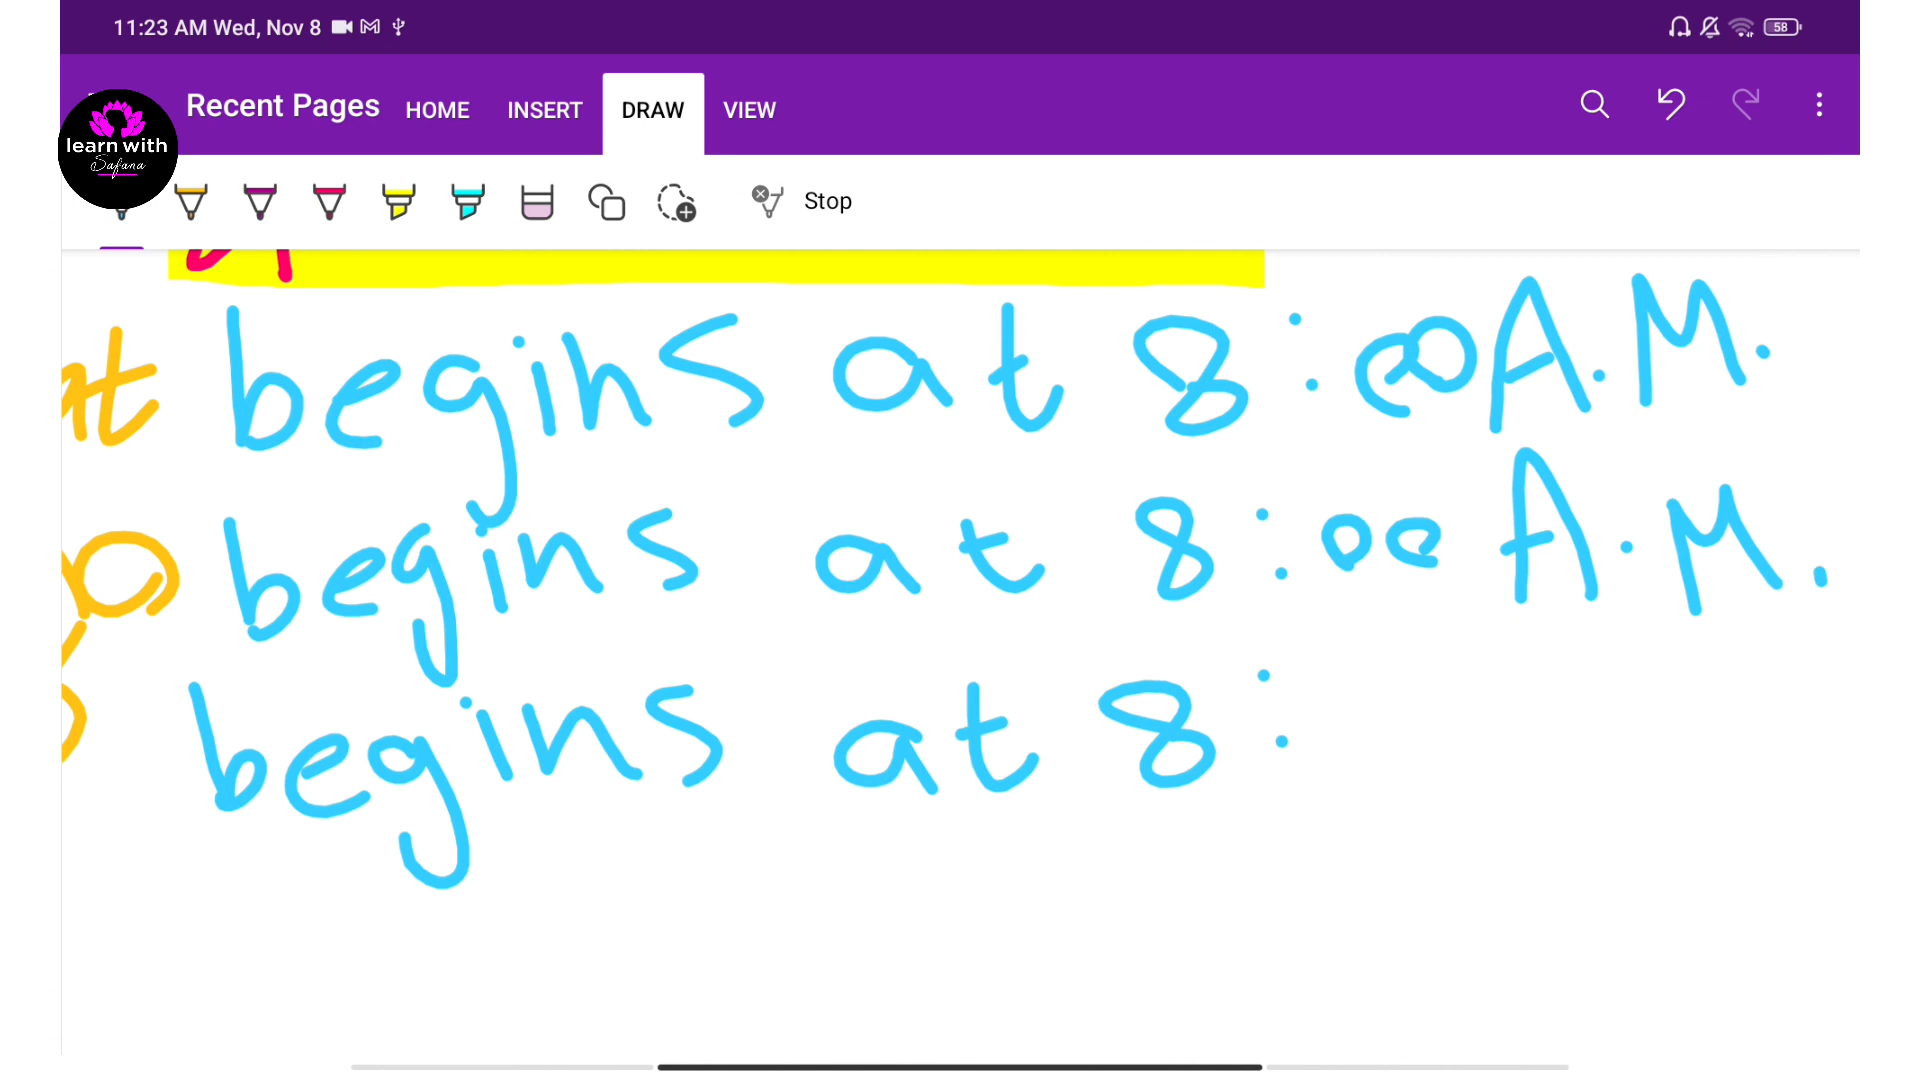 11:23 AM Wed, Nov 8
58
Recent Pages HOME INSERT DRAW VIEW
learn with
Safana
Stop
begins at 8:00 A.M.
begins at 8:00 A.M.
begins at 8: